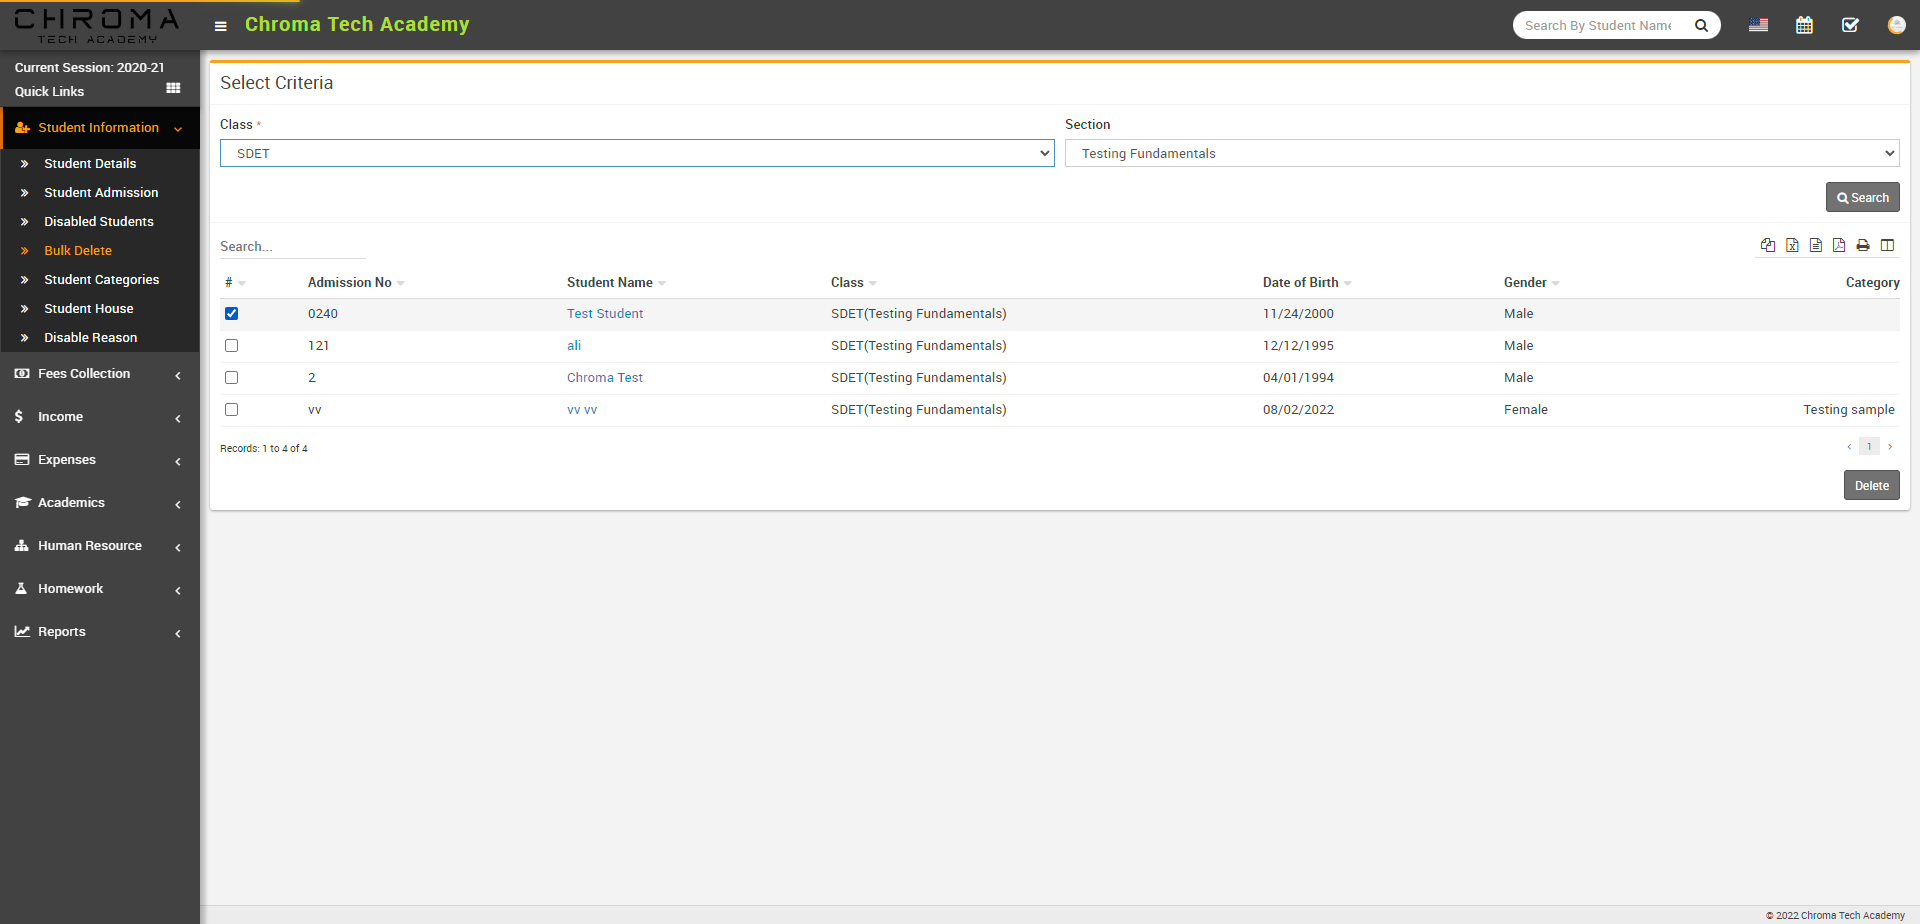 CHROMA
TECH ACADEMY
Chroma Tech Academy
Search By Student Name
Current Session: 2020-21
Quick Links
Student Information
Student Details
Student Admission
Disabled Students
Bulk Delete
Student Categories
Student House
Disable Reason
Fees Collection
Income
Expenses
Academics
Human Resource
Homework
Reports
Select Criteria
Class *
Section
SDET
Testing Fundamentals
Search
Search...
# Admission No Student Name Class Date of Birth Gender Category
0240 Test Student SDET(Testing Fundamentals) 11/24/2000 Male
121 ali SDET(Testing Fundamentals) 12/12/1995 Male
2 Chroma Test SDET(Testing Fundamentals) 04/01/1994 Male
vv vv vv SDET(Testing Fundamentals) 08/02/2022 Female Testing sample
Records: 1 to 4 of 4
1
Delete
© 2022 Chroma Tech Academy